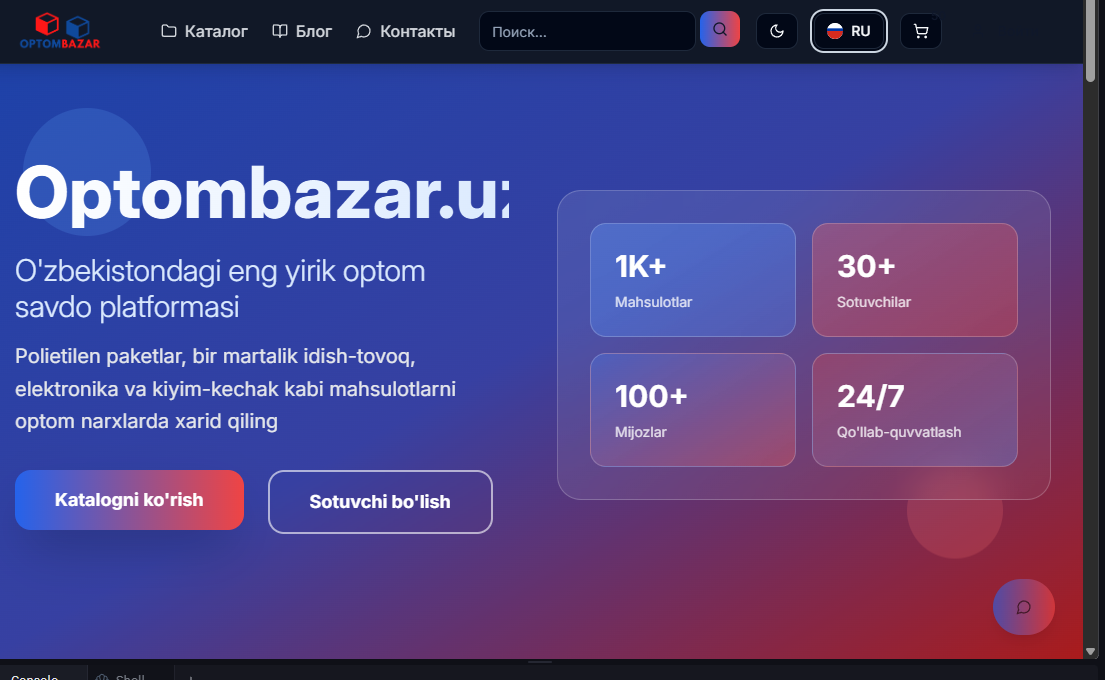 OPTOMBAZAR
Каталог
Блог
Контакты
Поиск...
RU
Optombazar.uz
O'zbekistondagi eng yirik optom
savdo platformasi
Polietilen paketlar, bir martalik idish-tovoq,
elektronika va kiyim-kechak kabi mahsulotlarni
optom narxlarda xarid qiling
Katalogni ko'rish
Sotuvchi bo'lish
1K+
Mahsulotlar
30+
Sotuvchilar
100+
Mijozlar
24/7
Qo'llab-quvvatlash
Console
Shell
+